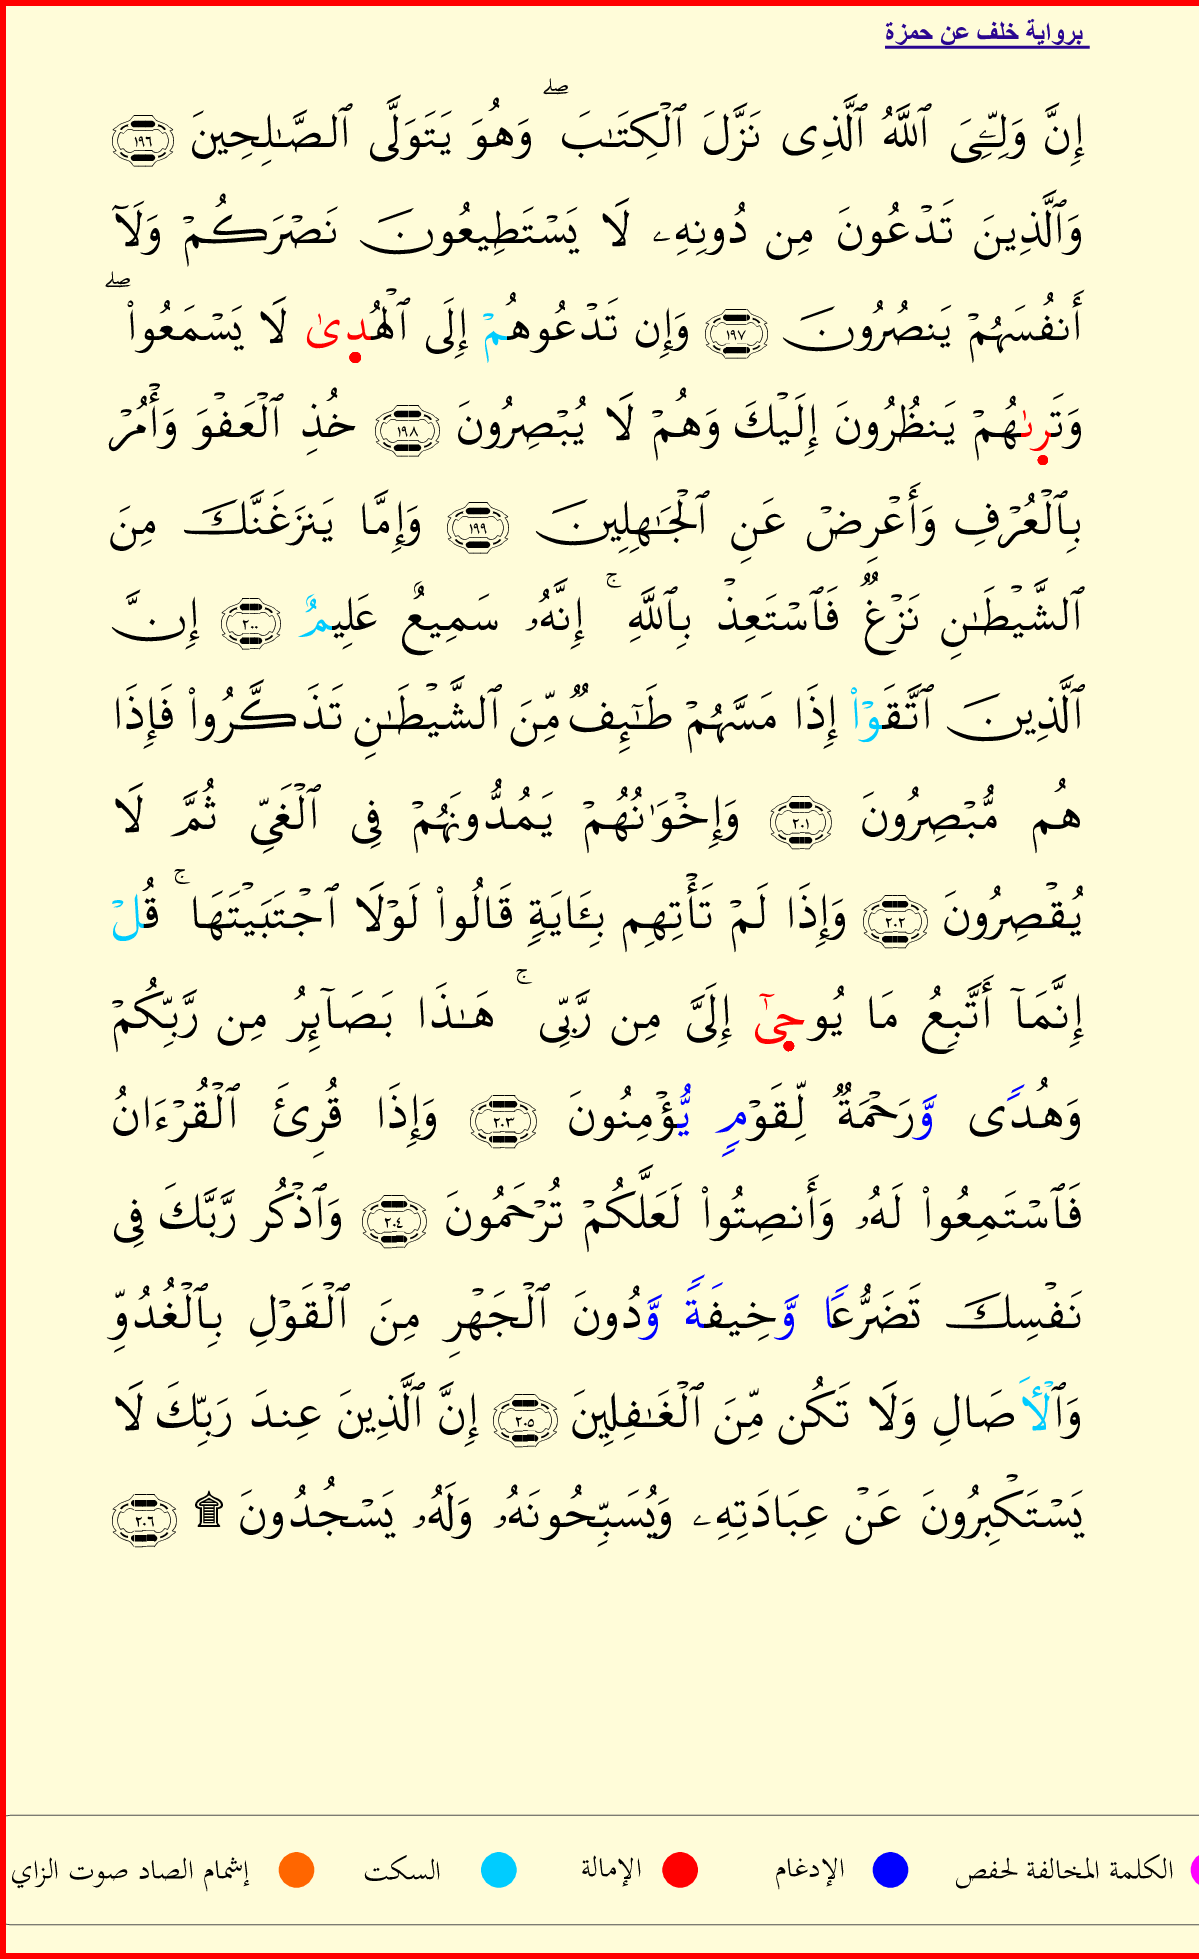 برواية خلف عن حمزة
إِنَّ وَلِـِّۧيَ ٱللَّهُ ٱلَّذِى نَزَّلَ ٱلْكِتَـٰبَ ۖ وَهُوَ يَتَوَلَّى ٱلصَّـٰلِحِينَ ١٩٦
وَٱلَّذِينَ تَدْعُونَ مِن دُونِهِۦ لَا يَسْتَطِيعُونَ نَصْرَكُمْ وَلَآ
أَنفُسَهُمْ يَنصُرُونَ ١٩٧ وَإِن تَدْعُوهُمْ إِلَى ٱلْهُدِىٰ لَا يَسْمَعُوا۟ ۖ
وَتَرِىٰهُمْ يَنظُرُونَ إِلَيْكَ وَهُمْ لَا يُبْصِرُونَ ١٩٨ خُذِ ٱلْعَفْوَ وَأْمُرْ
بِٱلْعُرْفِ وَأَعْرِضْ عَنِ ٱلْجَـٰهِلِينَ ١٩٩ وَإِمَّا يَنزَغَنَّكَ مِنَ
ٱلشَّيْطَـٰنِ نَزْغٌ فَٱسْتَعِذْ بِٱللَّهِ ۚ إِنَّهُۥ سَمِيعٌ عَلِيمٌ ٢٠٠ إِنَّ
ٱلَّذِينَ ٱتَّقَوْا۟ إِذَا مَسَّهُمْ طَـٰٓئِفٌ مِّنَ ٱلشَّيْطَـٰنِ تَذَكَّرُوا۟ فَإِذَا
هُم مُّبْصِرُونَ ٢٠١ وَإِخْوَٰنُهُمْ يَمُدُّونَهُمْ فِى ٱلْغَىِّ ثُمَّ لَا
يُقْصِرُونَ ٢٠٢ وَإِذَا لَمْ تَأْتِهِم بِـَٔايَةٍ قَالُوا۟ لَوْلَا ٱجْتَبَيْتَهَا ۚ قُلْ
إِنَّمَآ أَتَّبِعُ مَا يُوحِىٰٓ إِلَىَّ مِن رَّبِّى ۚ هَـٰذَا بَصَآئِرُ مِن رَّبِّكُمْ
وَهُدًى وَّرَحْمَةٌ لِّقَوْمٍ يُّؤْمِنُونَ ٢٠٣ وَإِذَا قُرِئَ ٱلْقُرْءَانُ
فَٱسْتَمِعُوا۟ لَهُۥ وَأَنصِتُوا۟ لَعَلَّكُمْ تُرْحَمُونَ ٢٠٤ وَٱذْكُر رَّبَّكَ فِى
نَفْسِكَ تَضَرُّعًا وَّخِيفَةً وَّدُونَ ٱلْجَهْرِ مِنَ ٱلْقَوْلِ بِٱلْغُدُوِّ
وَٱلْأَصَالِ وَلَا تَكُن مِّنَ ٱلْغَـٰفِلِينَ ٢٠٥ إِنَّ ٱلَّذِينَ عِندَ رَبِّكَ لَا
يَسْتَكْبِرُونَ عَنْ عِبَادَتِهِۦ وَيُسَبِّحُونَهُۥ وَلَهُۥ يَسْجُدُونَ ۩ ٢٠٦
الكلمة المخالفة لحفص الإدغام الإمالة السكت إشمام الصاد صوت الزاي